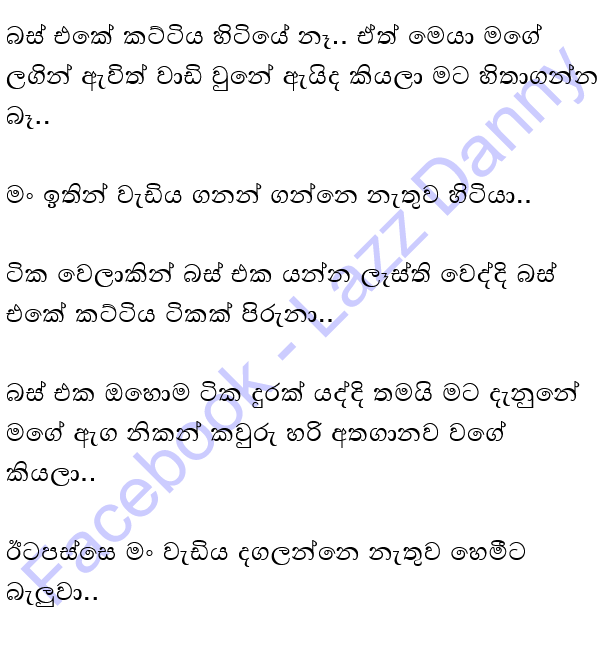 බස් එකේ කට්ටිය හිටියේ නෑ.. ඒත් මෙයා මගේ
ලගින් ඇවිත් වාඩි වුනේ ඇයිද කියලා මට හිතාගන්න
බෑ..
මං ඉතින් වැඩිය ගනන් ගන්නෙ නැතුව හිටියා..
ටික වෙලාකින් බස් එක යන්න ලෑස්ති වෙද්දි බස්
එකේ කට්ටිය ටිකක් පිරුනා..
බස් එක ඔහොම ටික දුරක් යද්දි තමයි මට දැනුනේ
මගේ ඇග නිකන් කවුරු හරි අතගානව වගේ
කියලා..
ඊටපස්සෙ මං වැඩිය දගලන්නෙ නැතුව හෙමීට
බැලුවා..
Facebook - Lazz Danny